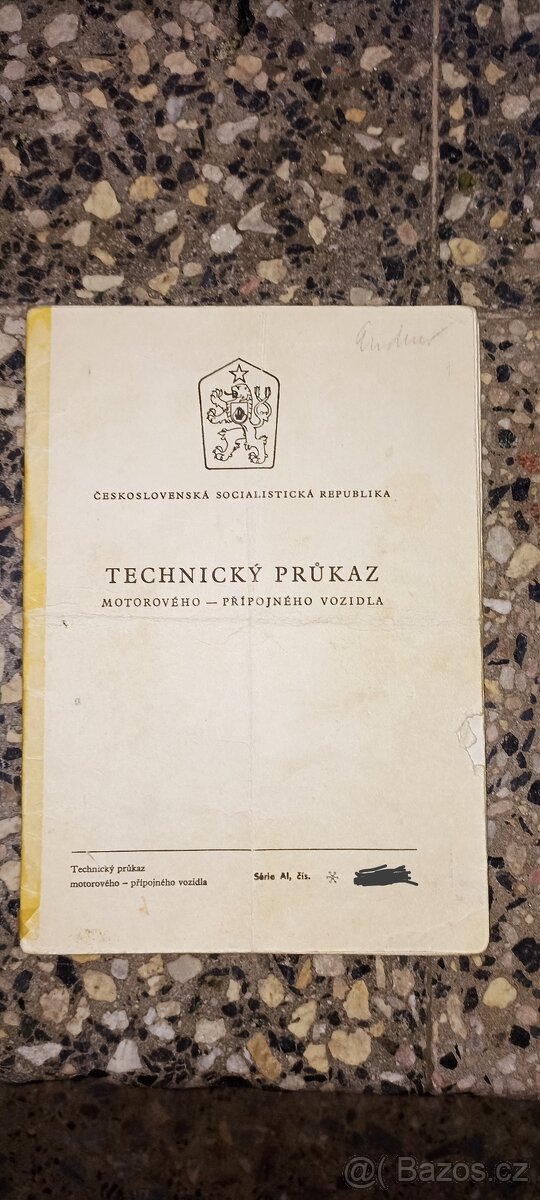 ČESKOSLOVENSKÁ SOCIALISTICKÁ REPUBLIKA
TECHNICKÝ PRŮKAZ
MOTOROVÉHO — PŘÍPOJNÉHO VOZIDLA
Technický průkaz
motorového – přípojného vozidla
Série AI, čís.
@( Bazos.cz